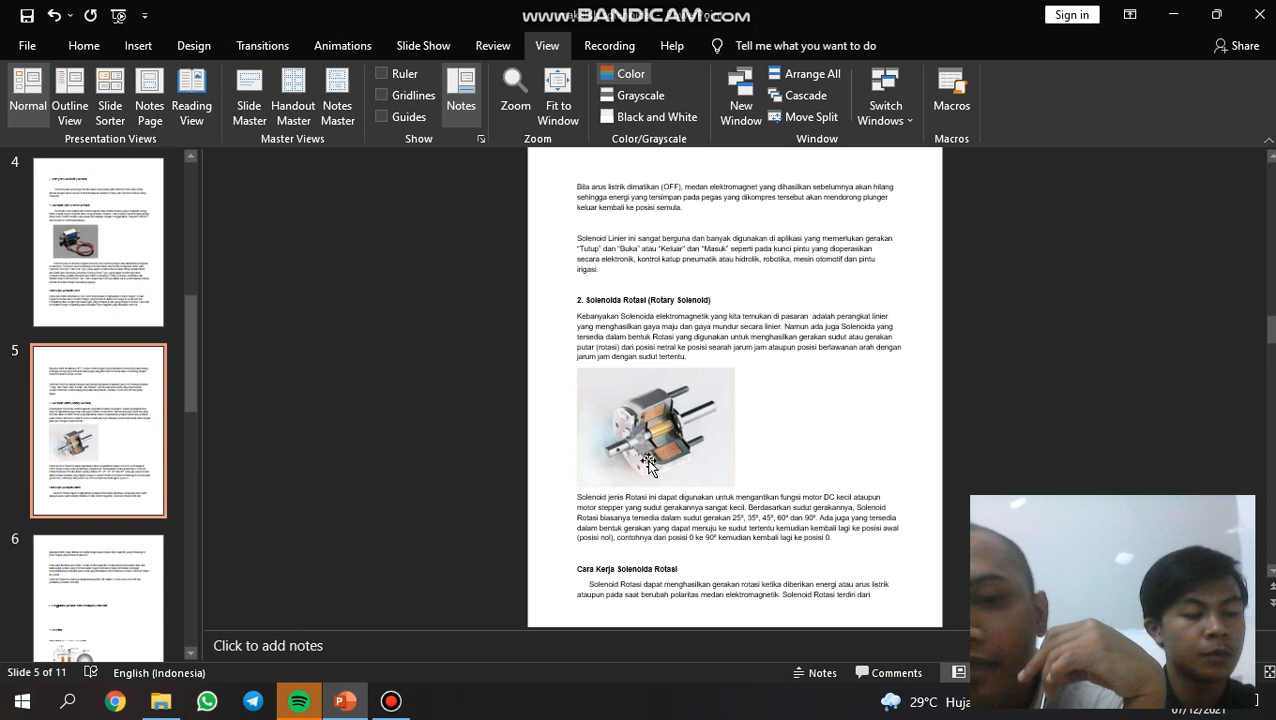 www.BANDICAM.com
Sign in
File Home Insert Design Transitions Animations Slide Show Review View Recording Help Tell me what you want to do Share
Normal Outline View Slide Sorter Notes Page Reading View
Presentation Views
Slide Master Handout Master Notes Master
Master Views
Ruler
Gridlines
Guides
Show
Notes
Zoom Fit to Window
Zoom
Color
Grayscale
Black and White
Color/Grayscale
New Window
Arrange All
Cascade
Move Split
Switch Windows
Window
Macros
Macros
4
5
Bila arus listrik dimatikan (OFF), medan elektromagnet yang dihasilkan sebelumnya akan hilang
sehingga energi yang tersimpan pada pegas yang dikompres tersebut akan mendorong plunger
keluar kembali ke posisi semula.
Solenoid Linier ini sangat berguna dan banyak digunakan di aplikasi yang memerlukan gerakan
“Tutup” dan “Buka” atau “Keluar” dan “Masuk” seperti pada kunci pintu yang dioperasikan
secara elektronik, kontrol katup pneumatik atau hidrolik, robotika, mesin otomotif dan pintu
irigasi.
2. Solenoida Rotasi (Rotary Solenoid)
Kebanyakan Solenoida elektromagnetik yang kita temukan di pasaran adalah perangkat linier
yang menghasilkan gaya maju dan gaya mundur secara linier. Namun ada juga Solenoida yang
tersedia dalam bentuk Rotasi yang digunakan untuk menghasilkan gerakan sudut atau gerakan
putar (rotasi) dari posisi netral ke posisi searah jarum jam ataupun posisi berlawanan arah dengan
jarum jam dengan sudut tertentu.
Solenoid jenis Rotasi ini dapat digunakan untuk mengantikan fungsi motor DC kecil ataupun
motor stepper yang sudut gerakannya sangat kecil. Berdasarkan sudut gerakannya, Solenoid
Rotasi biasanya tersedia dalam sudut gerakan 25⁰, 35⁰, 45⁰, 60⁰ dan 90⁰. Ada juga yang tersedia
dalam bentuk gerakan yang dapat menuju ke sudut tertentu kemudian kembali lagi ke posisi awal
(posisi nol), contohnya dari posisi 0 ke 90⁰ kemudian kembali lagi ke posisi 0.
Cara Kerja Solenoida Rotasi
Solenoid Rotasi dapat menghasilkan gerakan rotasi ketika diberikan energi atau arus listrik
ataupun pada saat berubah polaritas medan elektromagnetik. Solenoid Rotasi terdiri dari
Click to add notes
Slide 5 of 11 English (Indonesia) Notes Comments
29°C Huja
07/12/2021